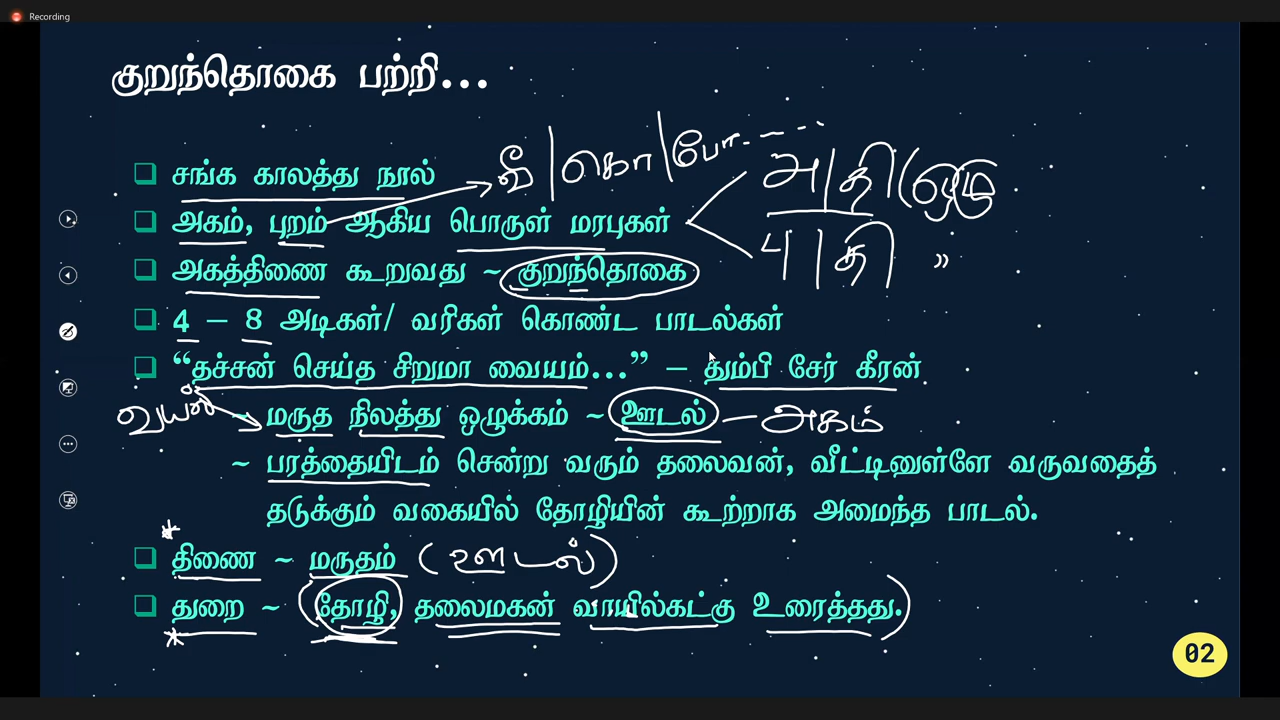 Recording
குறுந்தொகை பற்றி...
வீ | கொ | போ.-----
சங்க காலத்து நூல்
அ | தி (ஒழு
அகம், புறம் ஆகிய பொருள் மரபுகள்
பு | தி "
அகத்திணை கூறுவது ~ குறுந்தொகை
4 – 8 அடிகள்/ வரிகள் கொண்ட பாடல்கள்
“தச்சன் செய்த சிறுமா வையம்...” – தும்பி சேர் கீரன்
வயல் ~ மருத நிலத்து ஒழுக்கம் ~ ஊடல் – அகம்
~ பரத்தையிடம் சென்று வரும் தலைவன், வீட்டினுள்ளே வருவதைத்
தடுக்கும் வகையில் தோழியின் கூற்றாக அமைந்த பாடல்.
திணை ~ மருதம் (ஊடல்)
துறை ~ (தோழி, தலைமகன் வாயில்கட்கு உரைத்தது.)
02